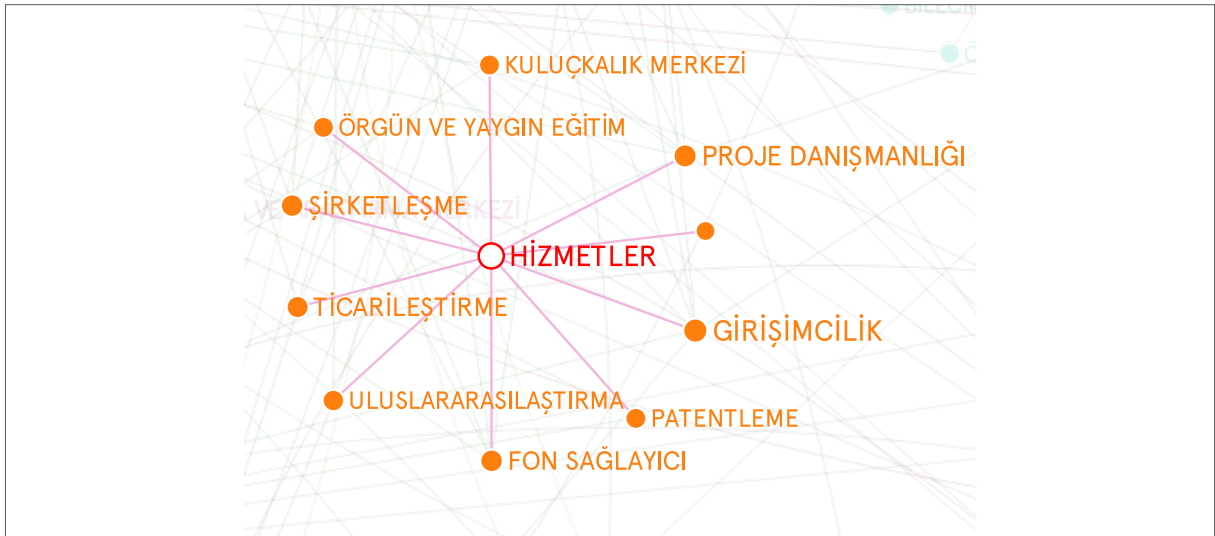 KULUÇKALIK MERKEZİ
ÖRGÜN VE YAYGIN EĞİTİM
PROJE DANIŞMANLIĞI
ŞİRKETLEŞME
HİZMETLER
TİCARİLEŞTİRME
GİRİŞİMCİLİK
ULUSLARARASILAŞTIRMA
PATENTLEME
FON SAĞLAYICI